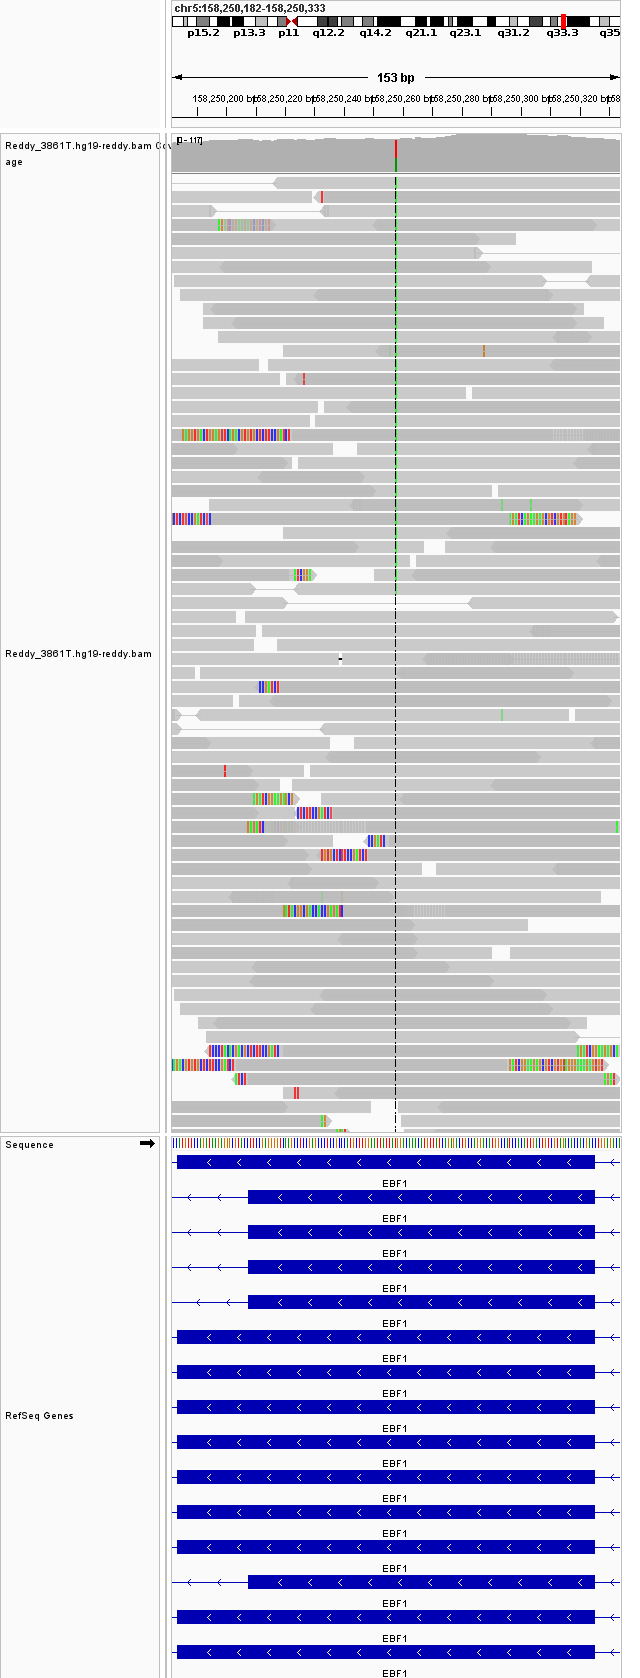 chr5:158,250,182-158,250,333
p15.2 p13.3 p11 q12.2 q14.2 q21.1 q23.1 q31.2 q33.3 q35
153 bp
158,250,200 bp 158,250,220 bp 158,250,240 bp 158,250,260 bp 158,250,280 bp 158,250,300 bp 158,250,320 bp 158
[0 - 117]
Reddy_3861T.hg19-reddy.bam Cov
age
Reddy_3861T.hg19-reddy.bam
Sequence
EBF1
EBF1
EBF1
EBF1
EBF1
EBF1
EBF1
RefSeq Genes
EBF1
EBF1
EBF1
EBF1
EBF1
EBF1
EBF1
EBF1